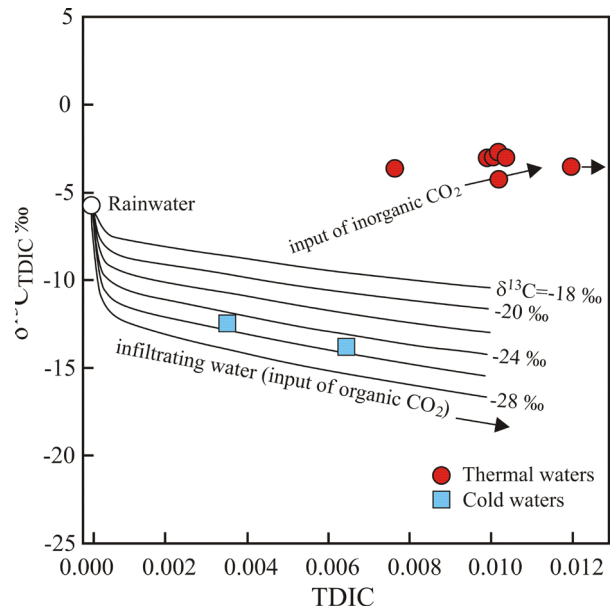 5
0
-5
-10
-15
-20
-25
TDIC ‰
Rainwater
input of inorganic CO₂
δ¹³C=-18 ‰
-20 ‰
-24 ‰
-28 ‰
infiltrating water (input of organic CO₂)
Thermal waters
Cold waters
0.000 0.002 0.004 0.006 0.008 0.010 0.012
TDIC